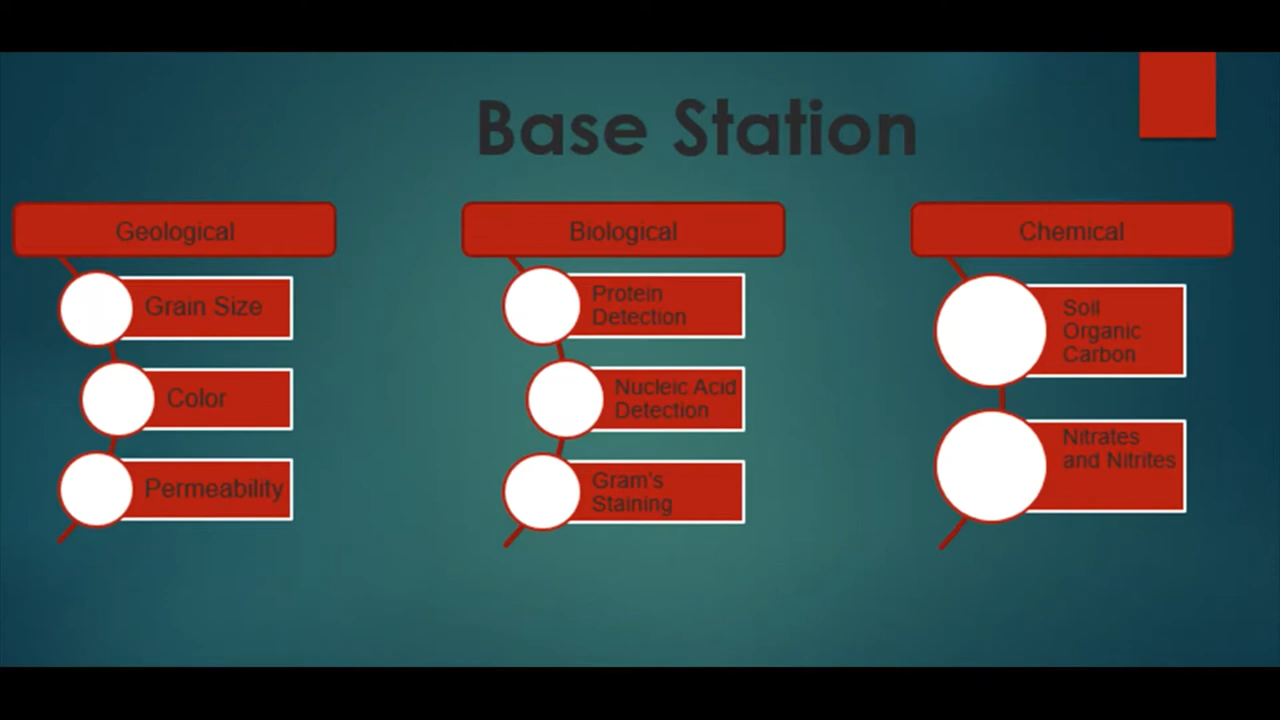 Base Station
Geological
Grain Size
Color
Permeability
Biological
Protein
Detection
Nucleic Acid
Detection
Gram's
Staining
Chemical
Soil
Organic
Carbon
Nitrates
and Nitrites